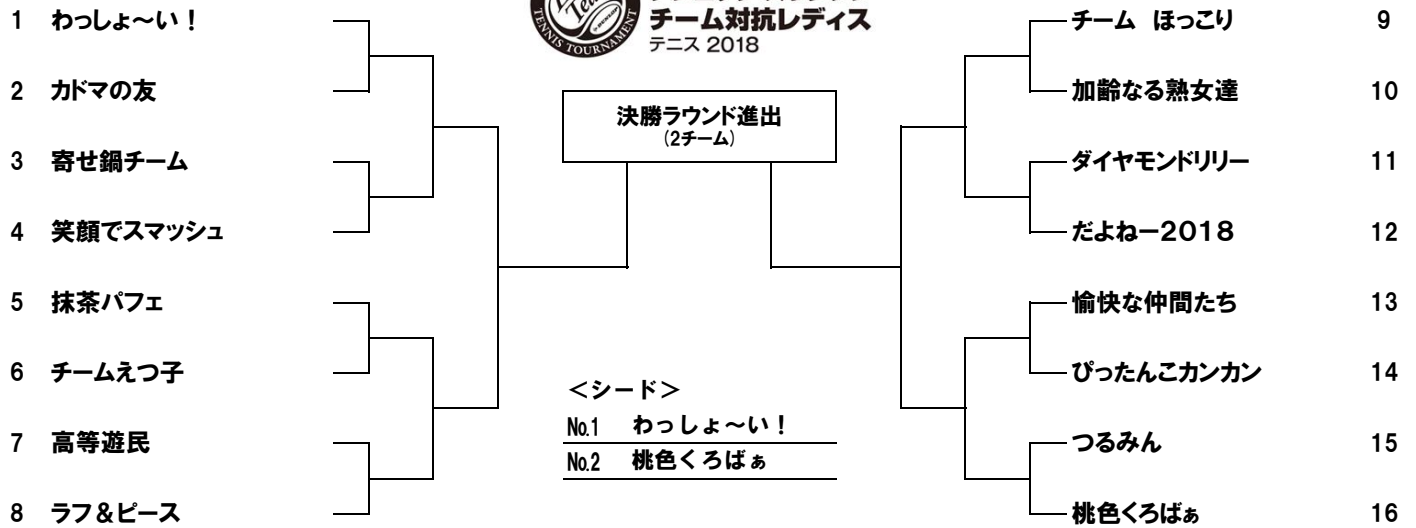 TENNIS TOURNAMENT
チーム対抗レディス
テニス 2018
決勝ラウンド進出
(2チーム)
1 わっしょ～い！
2 カドマの友
3 寄せ鍋チーム
4 笑顔でスマッシュ
5 抹茶パフェ
6 チームえつ子
7 高等遊民
8 ラフ＆ピース
チーム ほっこり 9
加齢なる熟女達 10
ダイヤモンドリリー 11
だよねー2018 12
愉快な仲間たち 13
ぴったんこカンカン 14
つるみん 15
桃色くろばぁ 16
＜シード＞
№1 わっしょ～い！
№2 桃色くろばぁ